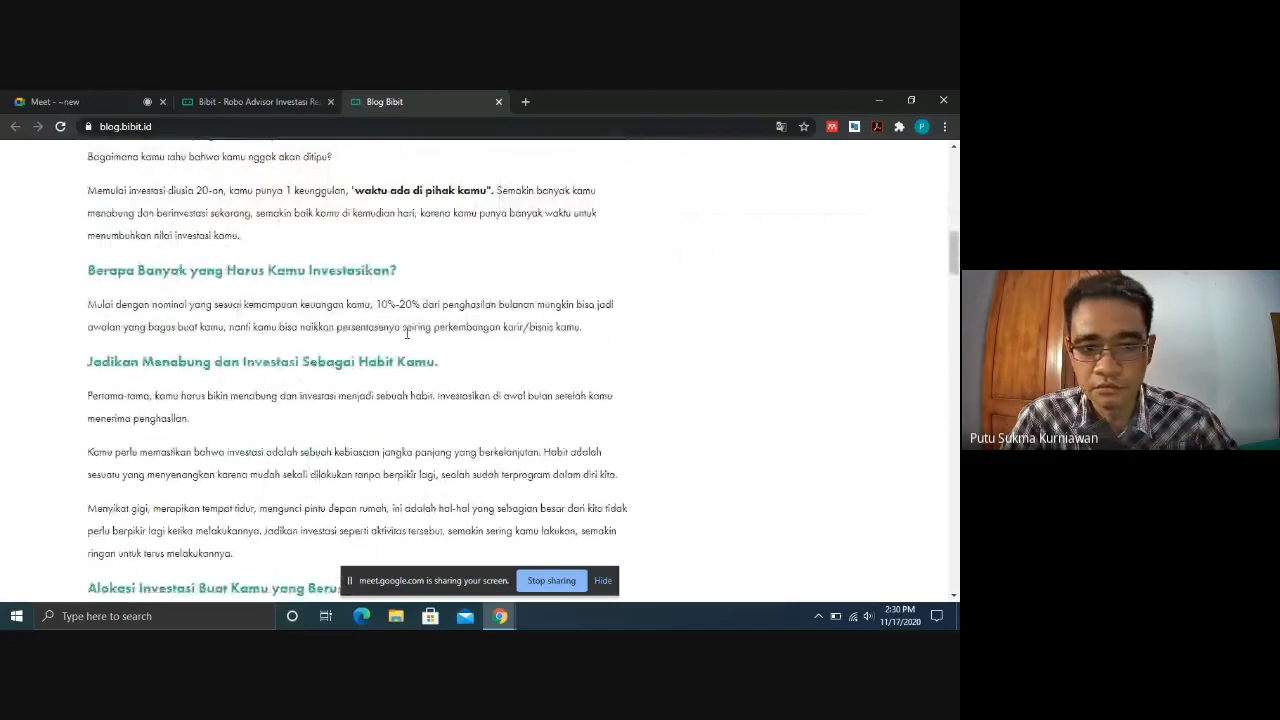 Meet - ~new
Bibit - Robo Advisor Investasi Re
Blog Bibit
blog.bibit.id
Bagaimana kamu tahu bahwa kamu nggak akan ditipu?
Memulai investasi diusia 20-an, kamu punya 1 keunggulan, "waktu ada di pihak kamu". Semakin banyak kamu
menabung dan berinvestasi sekarang, semakin baik kamu di kemudian hari; karena kamu punya banyak waktu untuk
menumbuhkan nilai investasi kamu.
Berapa Banyak yang Harus Kamu Investasikan?
Mulai dengan nominal yang sesuai kemampuan keuangan kamu, 10%-20% dari penghasilan bulanan mungkin bisa jadi
awalan yang bagus buat kamu, nanti kamu bisa naikkan persentasenya seiring perkembangan karir/bisnis kamu.
Jadikan Menabung dan Investasi Sebagai Habit Kamu.
Pertama-tama, kamu harus bikin menabung dan investasi menjadi sebuah habit. Investasikan di awal bulan setelah kamu
menerima penghasilan.
Kamu perlu memastikan bahwa investasi adalah sebuah kebiasaan jangka panjang yang berkelanjutan. Habit adalah
sesuatu yang menyenangkan karena mudah sekali dilakukan tanpa berpikir lagi, seolah sudah terprogram dalam diri kita.
Menyikat gigi, merapikan tempat tidur, mengunci pintu depan rumah, ini adalah hal-hal yang sebagian besar dari kita tidak
perlu berpikir lagi ketika melakukannya. Jadikan investasi seperti aktivitas tersebut, semakin sering kamu lakukan, semakin
ringan untuk terus melakukannya.
Alokasi Investasi Buat Kamu yang
meet.google.com is sharing your screen.
Stop sharing
Hide
Putu Sukma Kurniawan
Type here to search
2:30 PM
11/17/2020